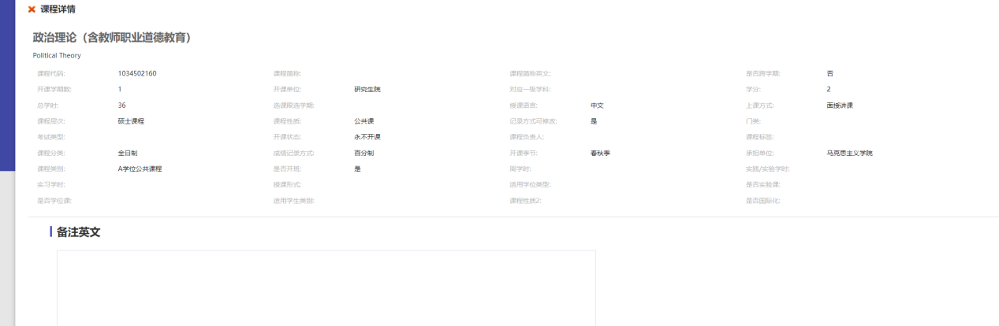 课程详情
政治理论（含教师职业道德教育）
Political Theory
课程代码: 1034502160 课程简称: 课程简称英文: 是否跨学期: 否
开课学期数: 1 开课单位: 研究生院 对应一级学科: 学分: 2
总学时: 36 选课限选学期: 授课语言: 中文 上课方式: 面授讲课
课程层次: 硕士课程 课程性质: 公共课 记录方式可修改: 是 门类:
考试类型: 开课状态: 永不开课 课程负责人: 课程标签:
课程分类: 全日制 成绩记录方式: 百分制 开课季节: 春秋季 承担单位: 马克思主义学院
课程类别: A学位公共课程 是否开班: 是 周学时: 实践/实验学时:
实习学时: 授课形式: 适用学位类型: 是否实验课:
是否学位课: 适用学生类别: 课程性质2: 是否国际化:
备注英文